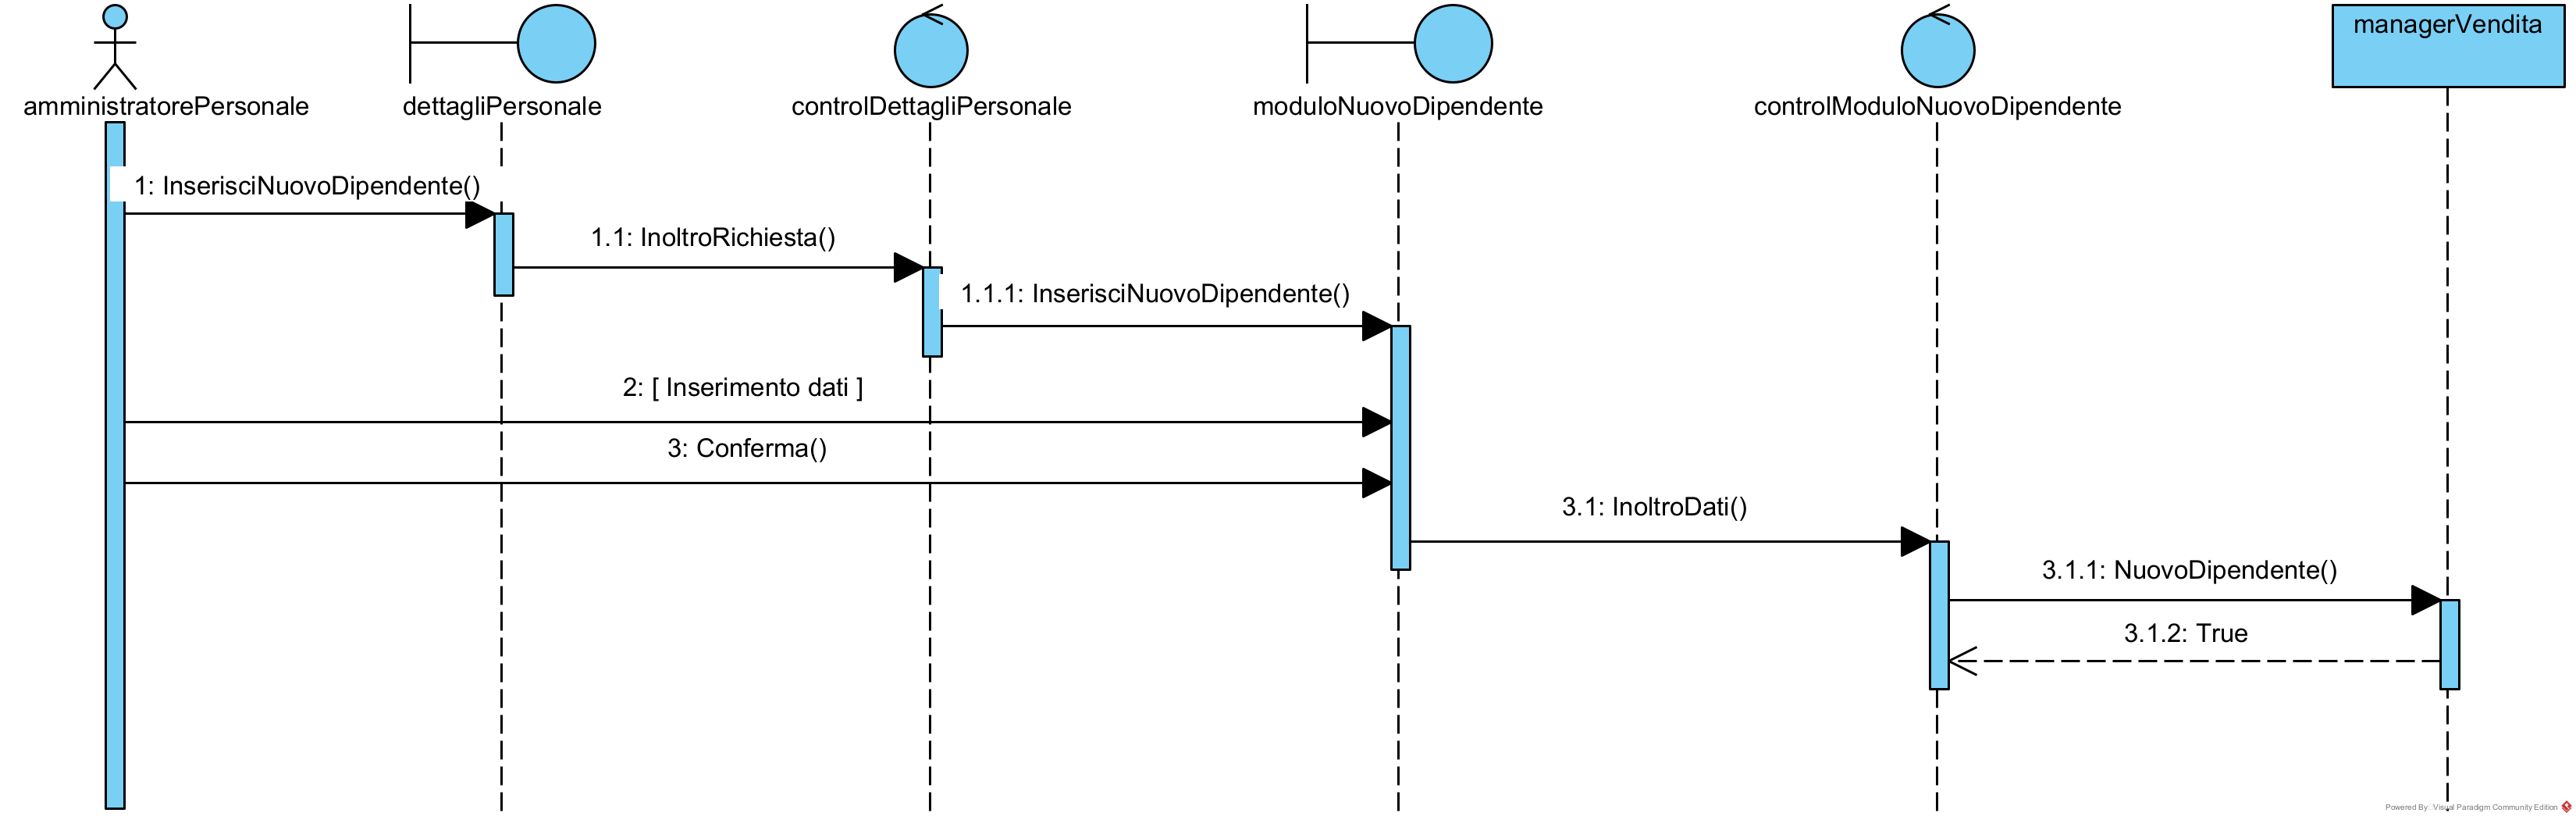 managerVendita
amministratorePersonale
dettagliPersonale
controlDettagliPersonale
moduloNuovoDipendente
controlModuloNuovoDipendente
1: InserisciNuovoDipendente()
1.1: InoltroRichiesta()
1.1.1: InserisciNuovoDipendente()
2: [ Inserimento dati ]
3: Conferma()
3.1: InoltroDati()
3.1.1: NuovoDipendente()
3.1.2: True
Powered By Visual Paradigm Community Edition